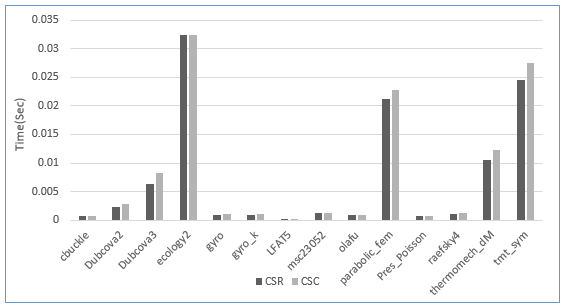 0.035
0.03
0.025
0.02
0.015
0.01
0.005
0
Time(Sec)
cbuckle
Dubcova2
Dubcova3
ecology2
gyro
gyro_k
LFAT5
msc23052
olafu
parabolic_fem
Pres_Poisson
raefsky4
thermomech_dM
tmt_sym
CSR CSC